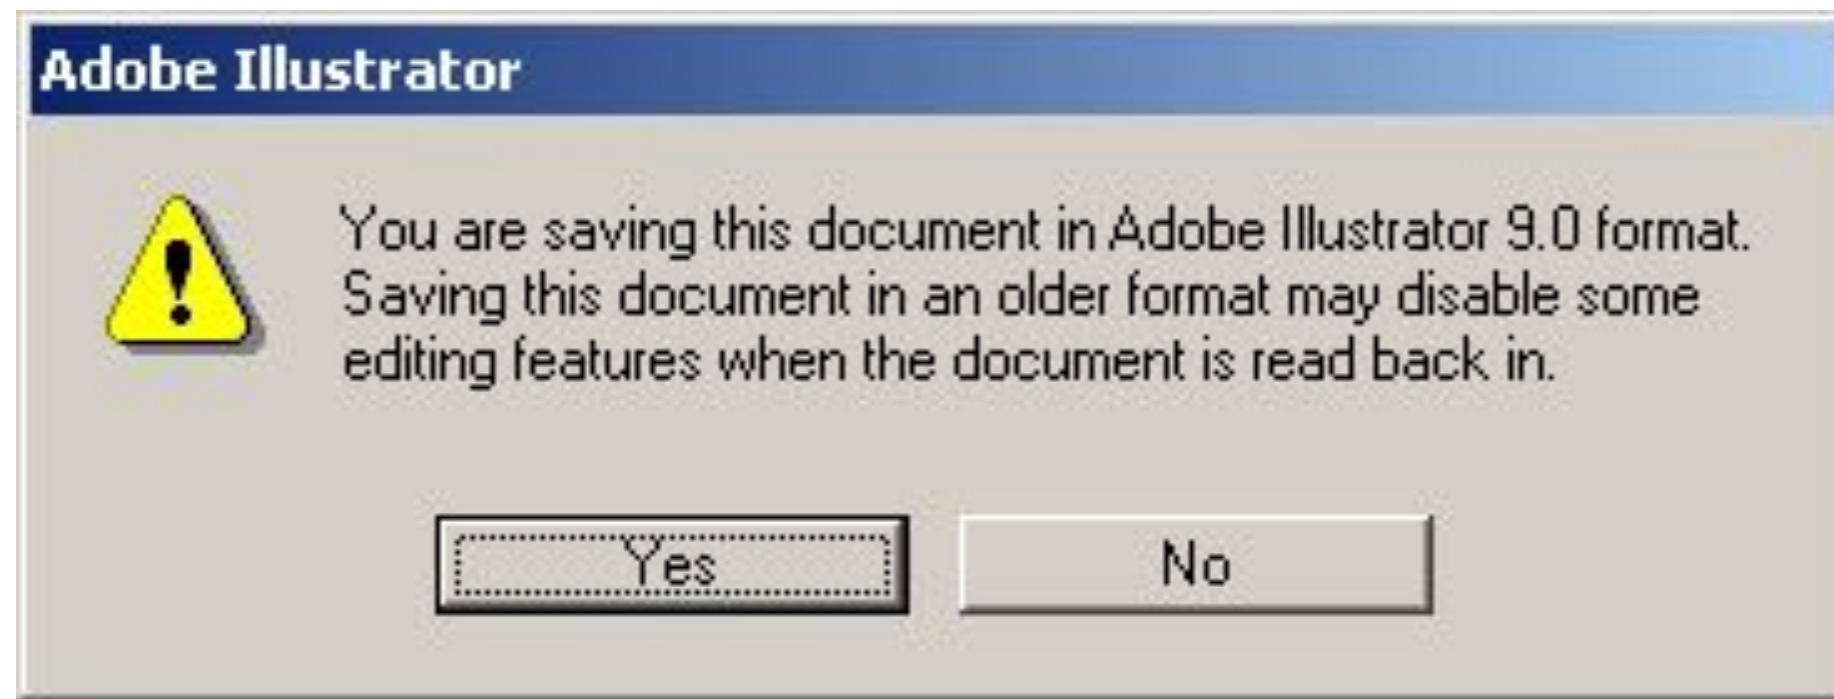 Adobe Illustrator
You are saving this document in Adobe Illustrator 9.0 format.
Saving this document in an older format may disable some
editing features when the document is read back in.
Yes
No